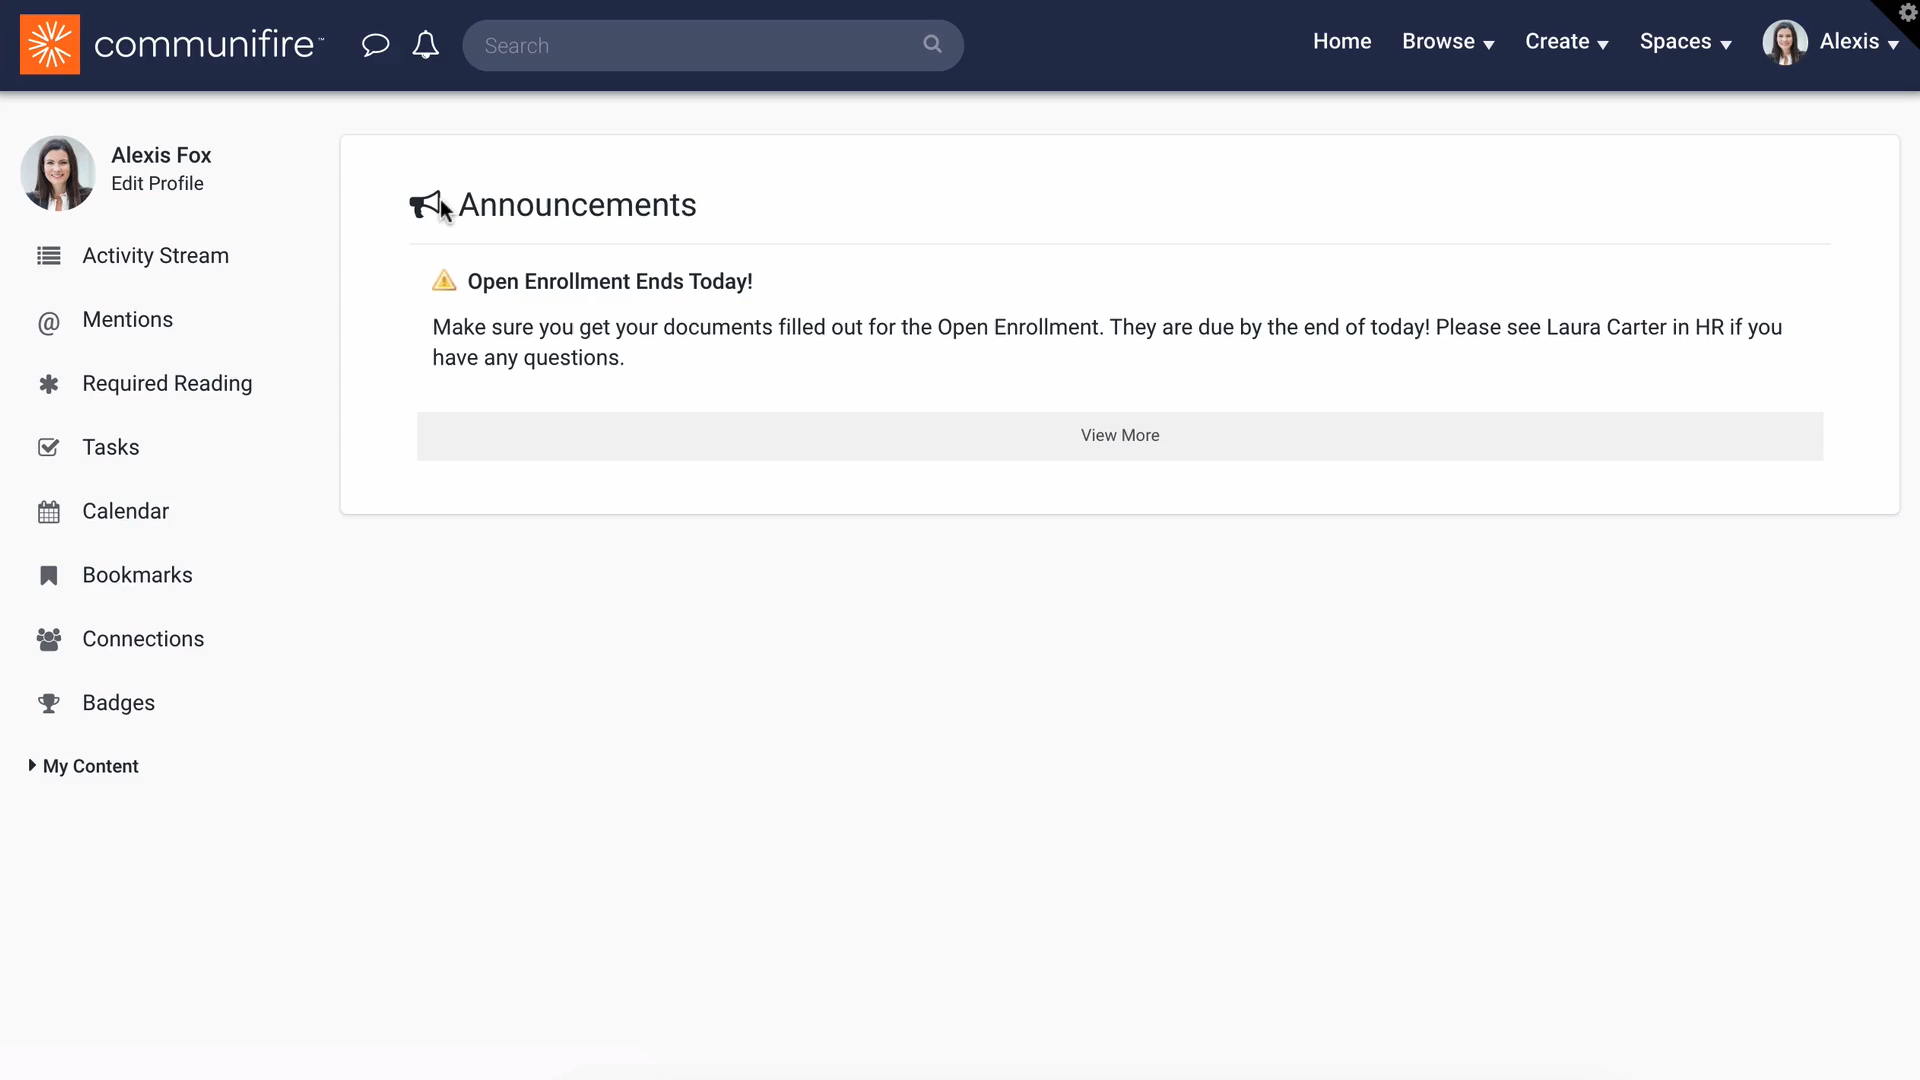 communifire™
Search
Home
Browse
Create
Spaces
Alexis
Alexis Fox
Edit Profile
Activity Stream
@ Mentions
Required Reading
Tasks
Calendar
Bookmarks
Connections
Badges
My Content
Announcements
Open Enrollment Ends Today!
Make sure you get your documents filled out for the Open Enrollment. They are due by the end of today! Please see Laura Carter in HR if you
have any questions.
View More